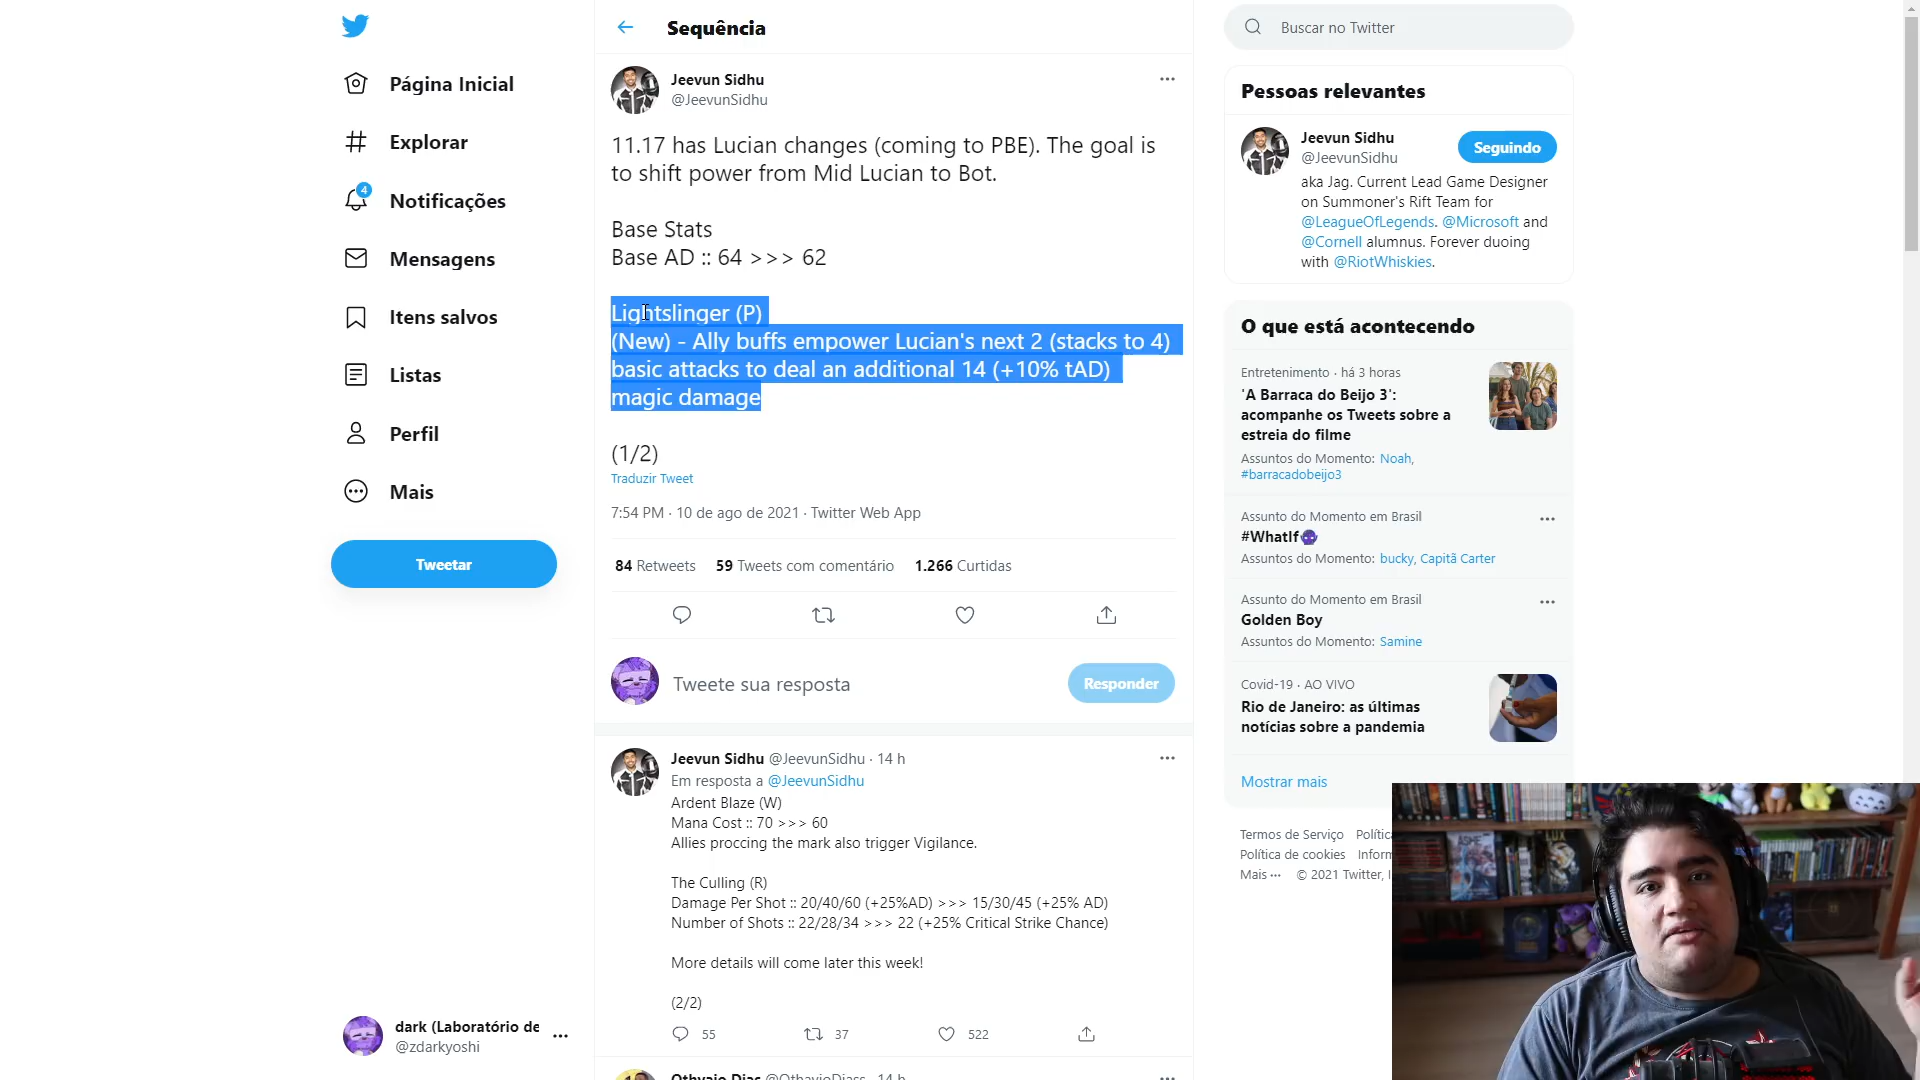 Sequência
Buscar no Twitter
Página Inicial
Explorar
4
Notificações
Mensagens
Itens salvos
Listas
Perfil
Mais
Tweetar
dark (Laboratório de
@zdarkyoshi
Jeevun Sidhu
@JeevunSidhu
11.17 has Lucian changes (coming to PBE). The goal is
to shift power from Mid Lucian to Bot.
Base Stats
Base AD :: 64 >>> 62
Lightslinger (P)
(New) - Ally buffs empower Lucian's next 2 (stacks to 4)
basic attacks to deal an additional 14 (+10% tAD)
magic damage
(1/2)
Traduzir Tweet
7:54 PM · 10 de ago de 2021 · Twitter Web App
84 Retweets 59 Tweets com comentário 1.266 Curtidas
Tweete sua resposta
Responder
Jeevun Sidhu @JeevunSidhu · 14 h
Em resposta a @JeevunSidhu
Ardent Blaze (W)
Mana Cost :: 70 >>> 60
Allies proccing the mark also trigger Vigilance.
The Culling (R)
Damage Per Shot :: 20/40/60 (+25%AD) >>> 15/30/45 (+25% AD)
Number of Shots :: 22/28/34 >>> 22 (+25% Critical Strike Chance)
More details will come later this week!
(2/2)
55 37 522
Othvaio Dias @OthavioDiass · 14 h
Pessoas relevantes
Jeevun Sidhu
@JeevunSidhu
Seguindo
aka Jag. Current Lead Game Designer
on Summoner's Rift Team for
@LeagueOfLegends. @Microsoft and
@Cornell alumnus. Forever duoing
with @RiotWhiskies.
O que está acontecendo
Entretenimento · há 3 horas
'A Barraca do Beijo 3':
acompanhe os Tweets sobre a
estreia do filme
Assuntos do Momento: Noah,
#barracadobeijo3
Assunto do Momento em Brasil
#WhatIf
Assuntos do Momento: bucky, Capitã Carter
Assunto do Momento em Brasil
Golden Boy
Assuntos do Momento: Samine
Covid-19 · AO VIVO
Rio de Janeiro: as últimas
notícias sobre a pandemia
Mostrar mais
Termos de Serviço Política
Política de cookies Inform
Mais ··· © 2021 Twitter, I